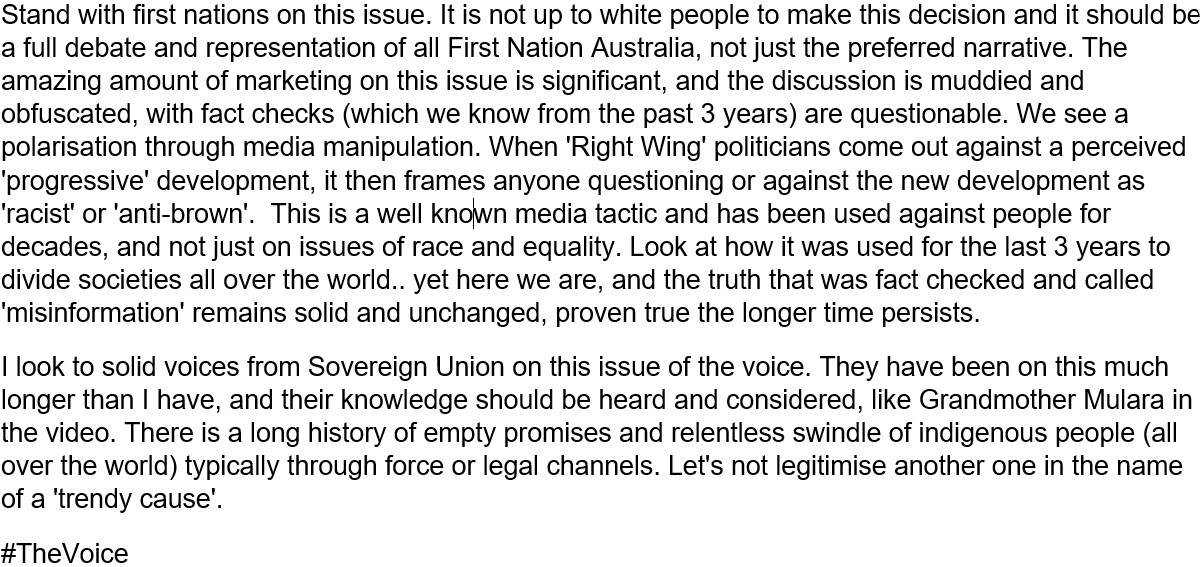 Stand with first nations on this issue. It is not up to white people to make this decision and it should be
a full debate and representation of all First Nation Australia, not just the preferred narrative. The
amazing amount of marketing on this issue is significant, and the discussion is muddied and
obfuscated, with fact checks (which we know from the past 3 years) are questionable. We see a
polarisation through media manipulation. When 'Right Wing' politicians come out against a perceived
'progressive' development, it then frames anyone questioning or against the new development as
'racist' or 'anti-brown'.  This is a well known media tactic and has been used against people for
decades, and not just on issues of race and equality. Look at how it was used for the last 3 years to
divide societies all over the world.. yet here we are, and the truth that was fact checked and called
'misinformation' remains solid and unchanged, proven true the longer time persists.
I look to solid voices from Sovereign Union on this issue of the voice. They have been on this much
longer than I have, and their knowledge should be heard and considered, like Grandmother Mulara in
the video. There is a long history of empty promises and relentless swindle of indigenous people (all
over the world) typically through force or legal channels. Let's not legitimise another one in the name
of a 'trendy cause'.
#TheVoice